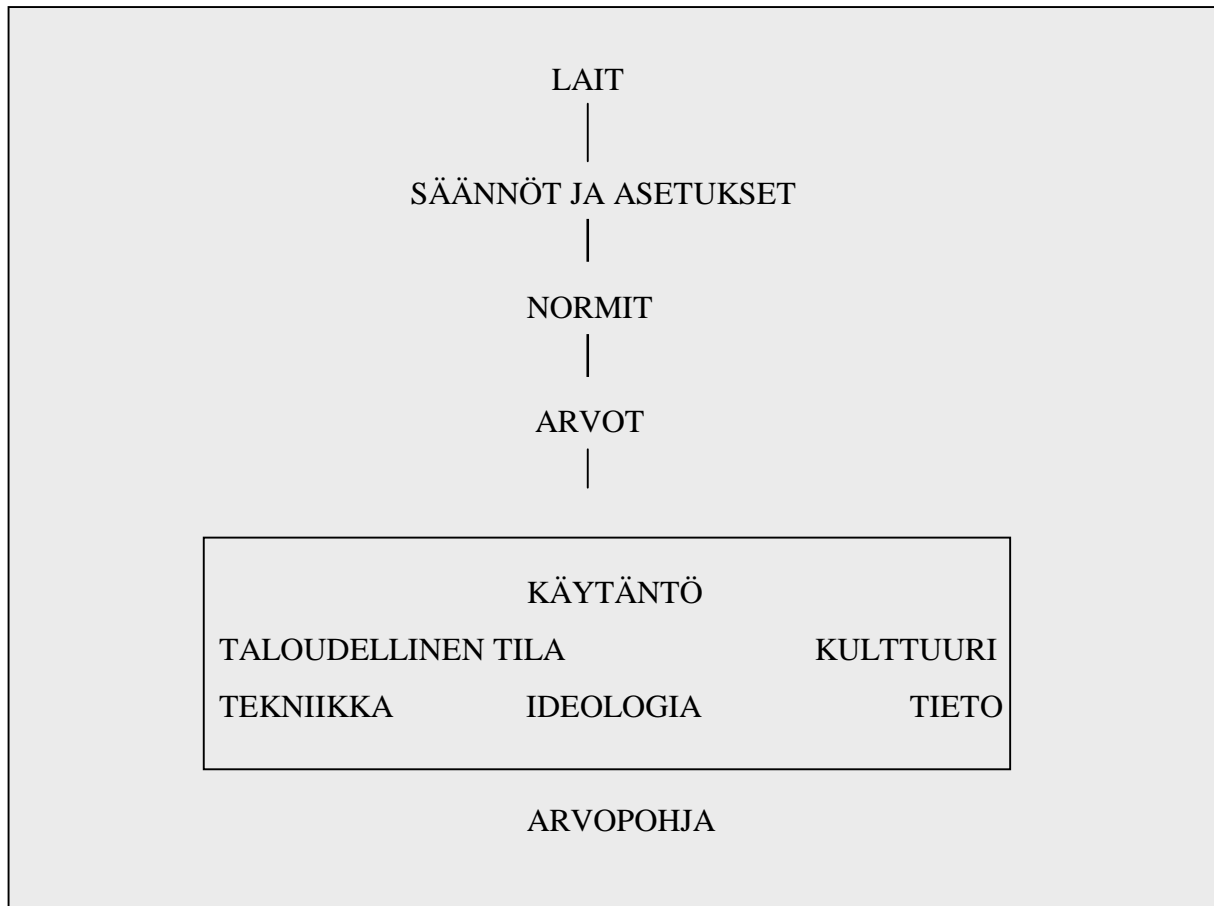 LAIT
SÄÄNNÖT JA ASETUKSET
NORMIT
ARVOT
KÄYTÄNTÖ
TALOUDELLINEN TILA KULTTUURI
TEKNIIKKA IDEOLOGIA TIETO
ARVOPOHJA